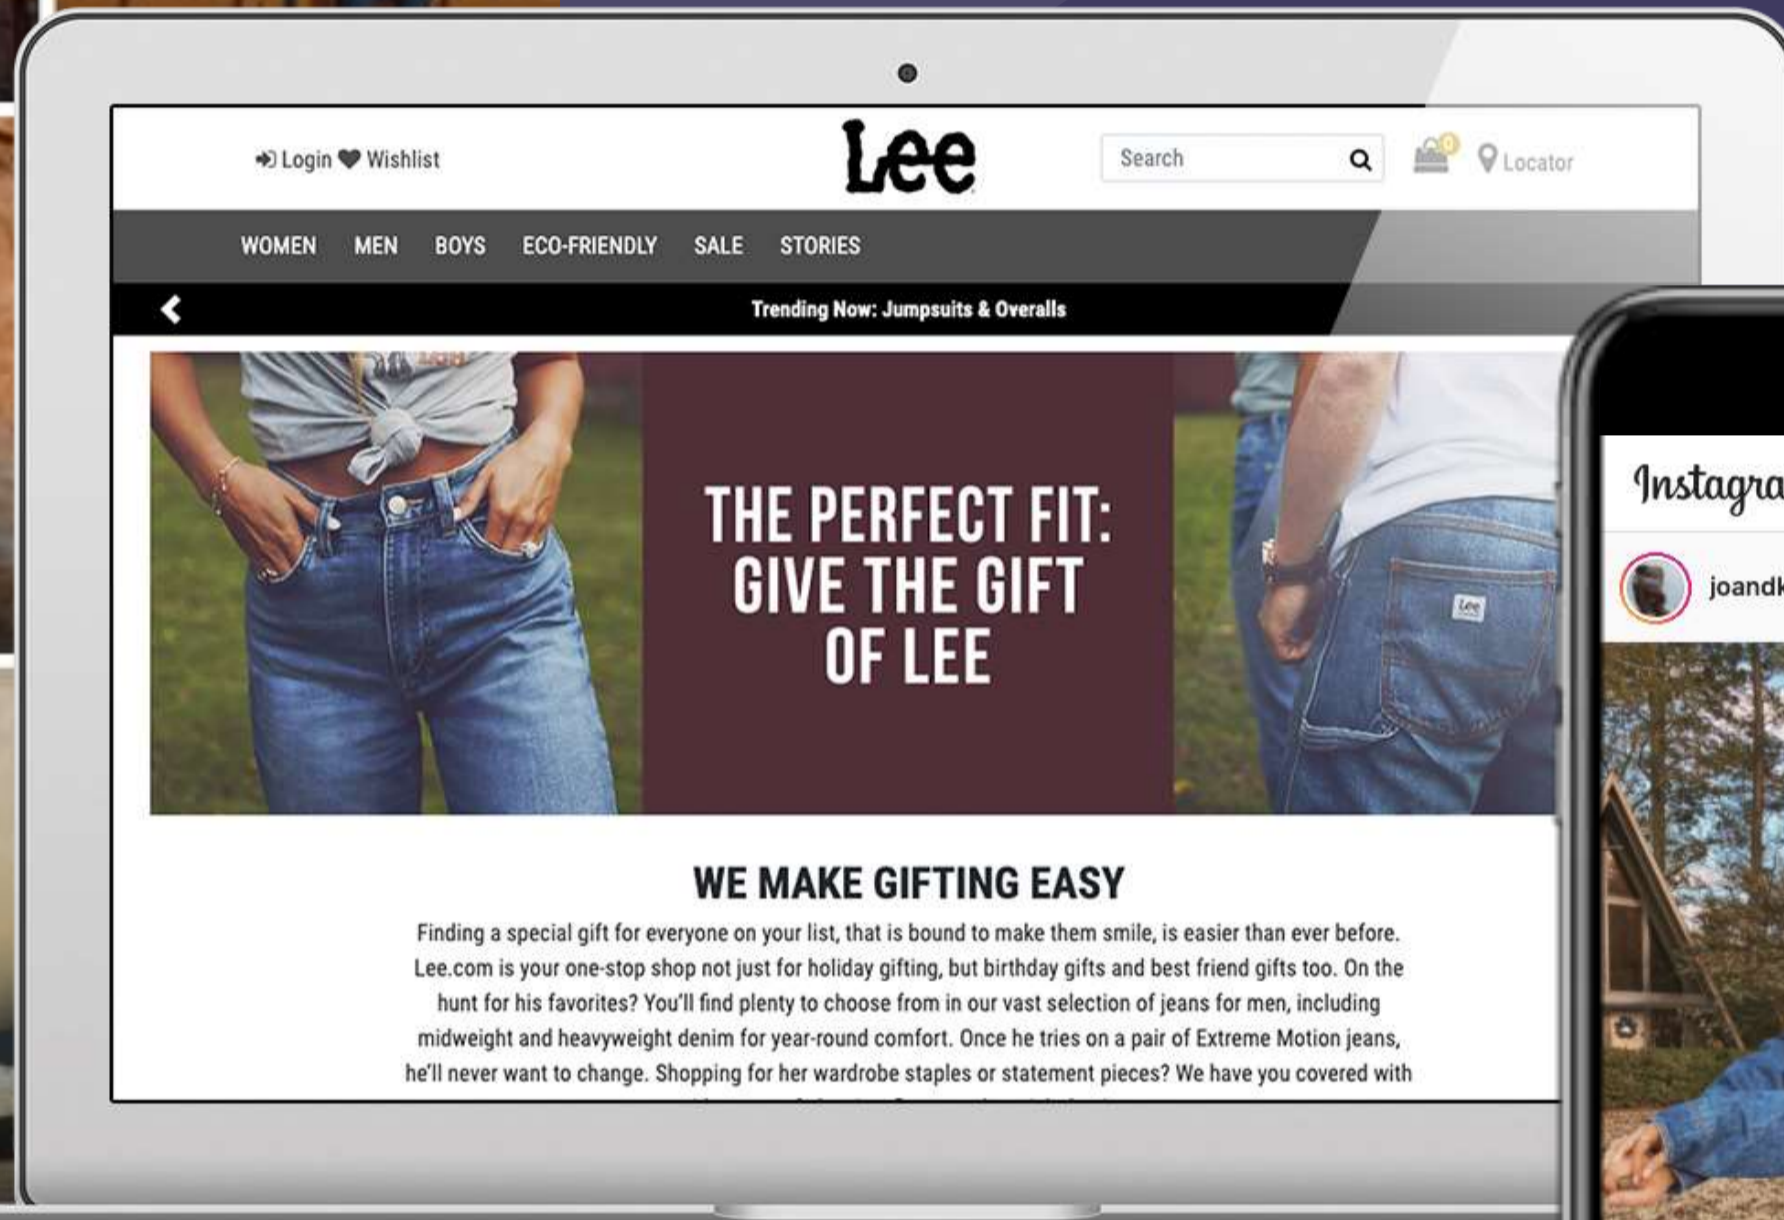 Login Wishlist
Lee
Search
0
Locator
WOMEN MEN BOYS ECO-FRIENDLY SALE STORIES
Trending Now: Jumpsuits & Overalls
THE PERFECT FIT:
GIVE THE GIFT
OF LEE
Lee
WE MAKE GIFTING EASY
Finding a special gift for everyone on your list, that is bound to make them smile, is easier than ever before.
Lee.com is your one-stop shop not just for holiday gifting, but birthday gifts and best friend gifts too. On the
hunt for his favorites? You'll find plenty to choose from in our vast selection of jeans for men, including
midweight and heavyweight denim for year-round comfort. Once he tries on a pair of Extreme Motion jeans,
he'll never want to change. Shopping for her wardrobe staples or statement pieces? We have you covered with
Instagra
joandk